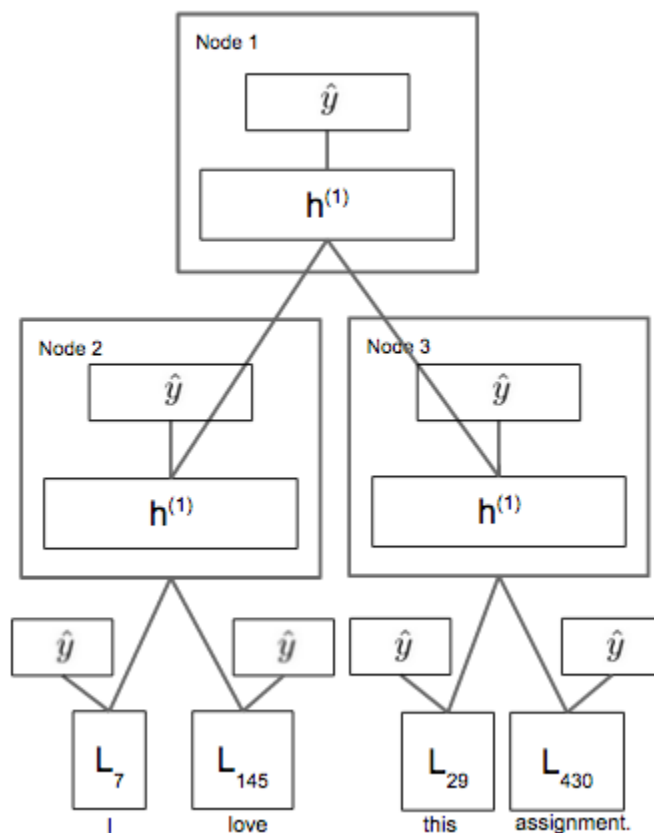 Node 1
ŷ
h⁽¹⁾
Node 2
ŷ
h⁽¹⁾
Node 3
ŷ
h⁽¹⁾
ŷ
ŷ
ŷ
ŷ
L₇
L₁₄₅
L₂₉
L₄₃₀
I
love
this
assignment.